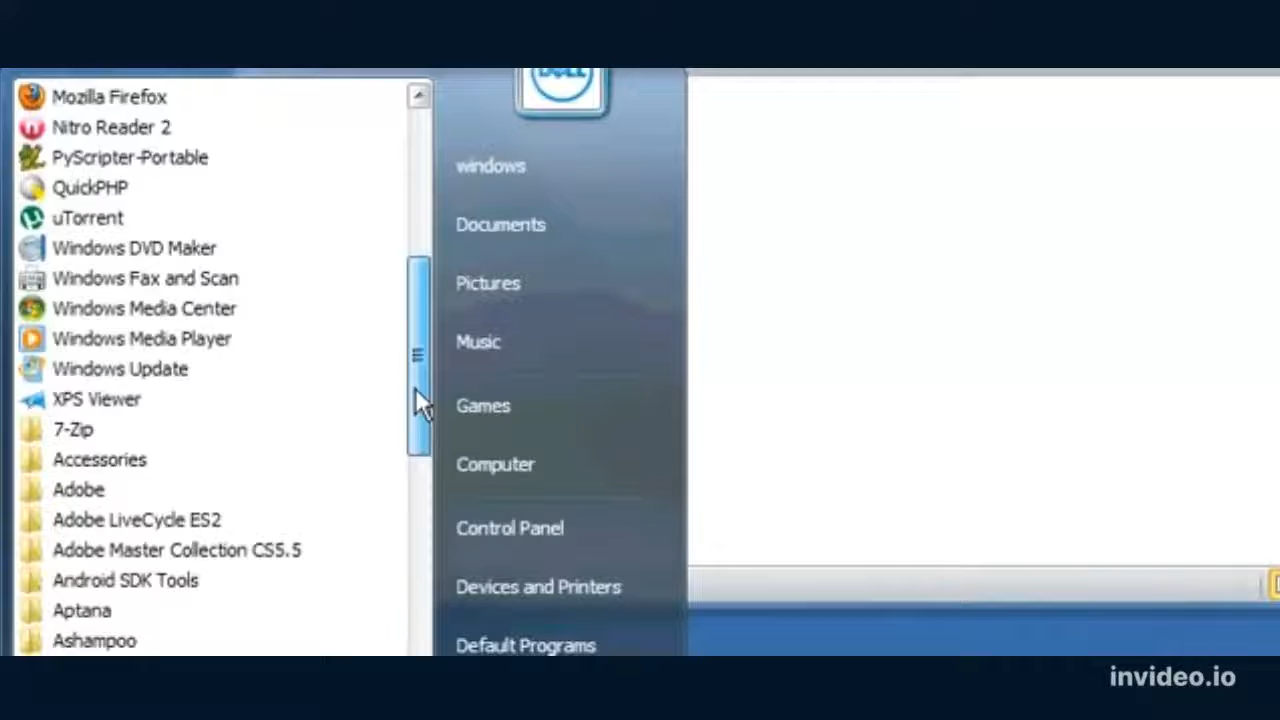 DELL
Mozilla Firefox
Nitro Reader 2
PyScripter-Portable
QuickPHP
uTorrent
Windows DVD Maker
Windows Fax and Scan
Windows Media Center
Windows Media Player
Windows Update
XPS Viewer
7-Zip
Accessories
Adobe
Adobe LiveCycle ES2
Adobe Master Collection CS5.5
Android SDK Tools
Aptana
Ashampoo
windows
Documents
Pictures
Music
Games
Computer
Control Panel
Devices and Printers
Default Programs
invideo.io